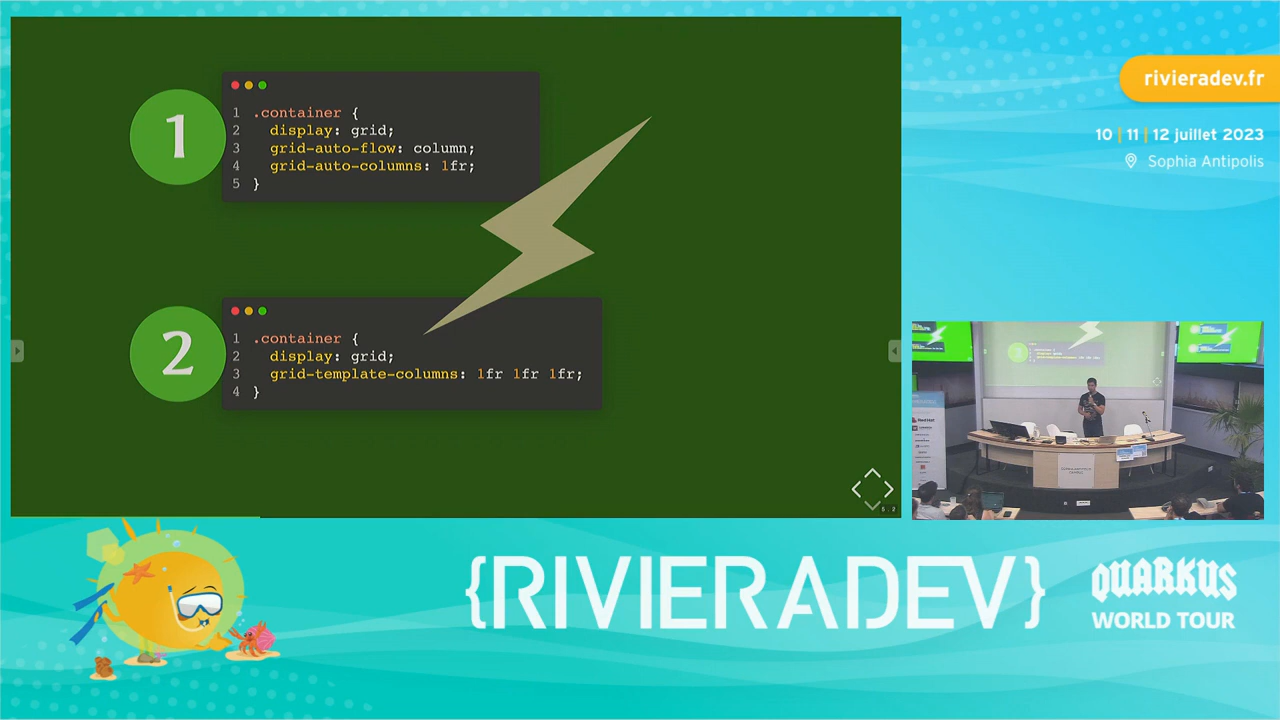 1
1 .container {
2 display: grid;
3 grid-auto-flow: column;
4 grid-auto-columns: 1fr;
5 }
2
1 .container {
2 display: grid;
3 grid-template-columns: 1fr 1fr 1fr;
4 }
5.2
rivieradev.fr
10 | 11 | 12 juillet 2023
Sophia Antipolis
{RIVIERADEV}
QUARKUS
WORLD TOUR